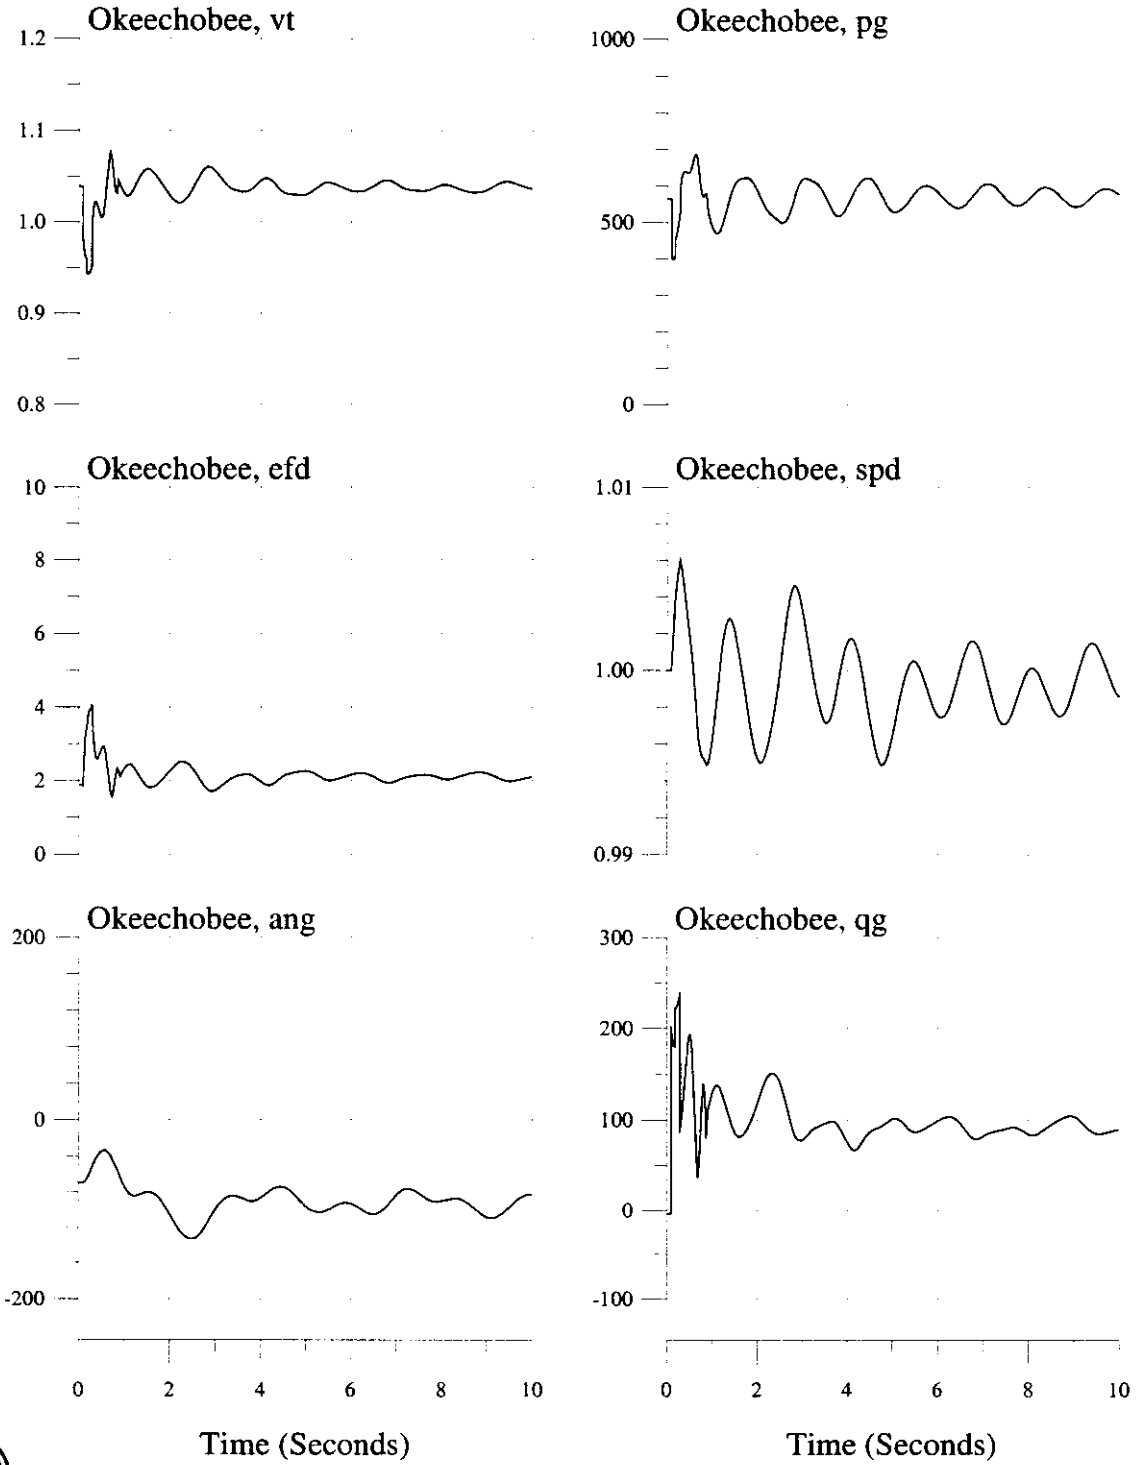 Okeechobee, vt
1.2
1.1
1.0
0.9
0.8
Okeechobee, pg
1000
500
0
Okeechobee, efd
10
8
6
4
2
0
Okeechobee, spd
1.01
1.00
0.99
Okeechobee, ang
200
0
-200
0 2 4 6 8 10
Time (Seconds)
Okeechobee, qg
300
200
100
0
-100
0 2 4 6 8 10
Time (Seconds)